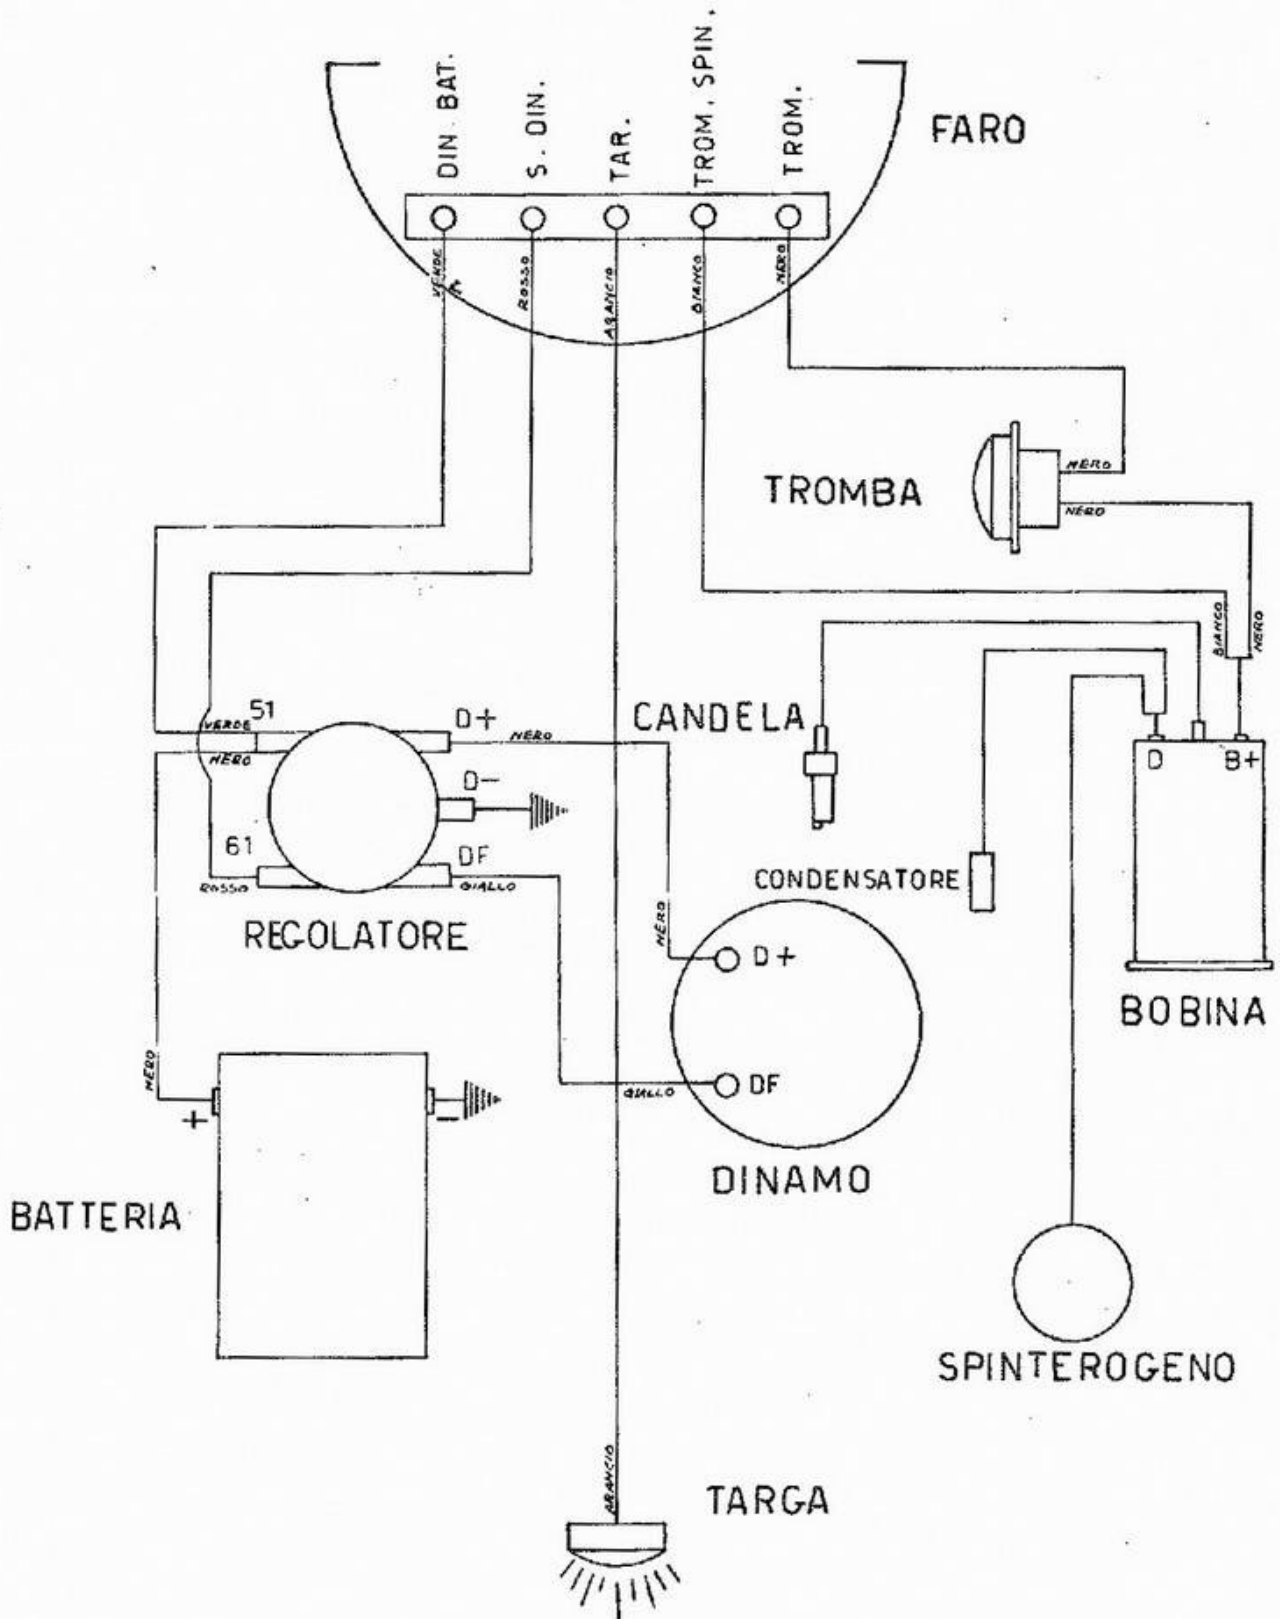 DIN. BAT.
S. DIN.
TAR.
TROM. SPIN.
TROM.
FARO
VERDE
ROSSO
ARANCIO
BIANCO
NERO
TROMBA
NERO
NERO
BIANCO
NERO
51
VERDE
NERO
D+
NERO
D-
61
ROSSO
DF
GIALLO
REGOLATORE
CANDELA
D
B+
CONDENSATORE
BOBINA
NERO
D+
GIALLO
DF
DINAMO
NERO
+
-
BATTERIA
SPINTEROGENO
ARANCIO
TARGA